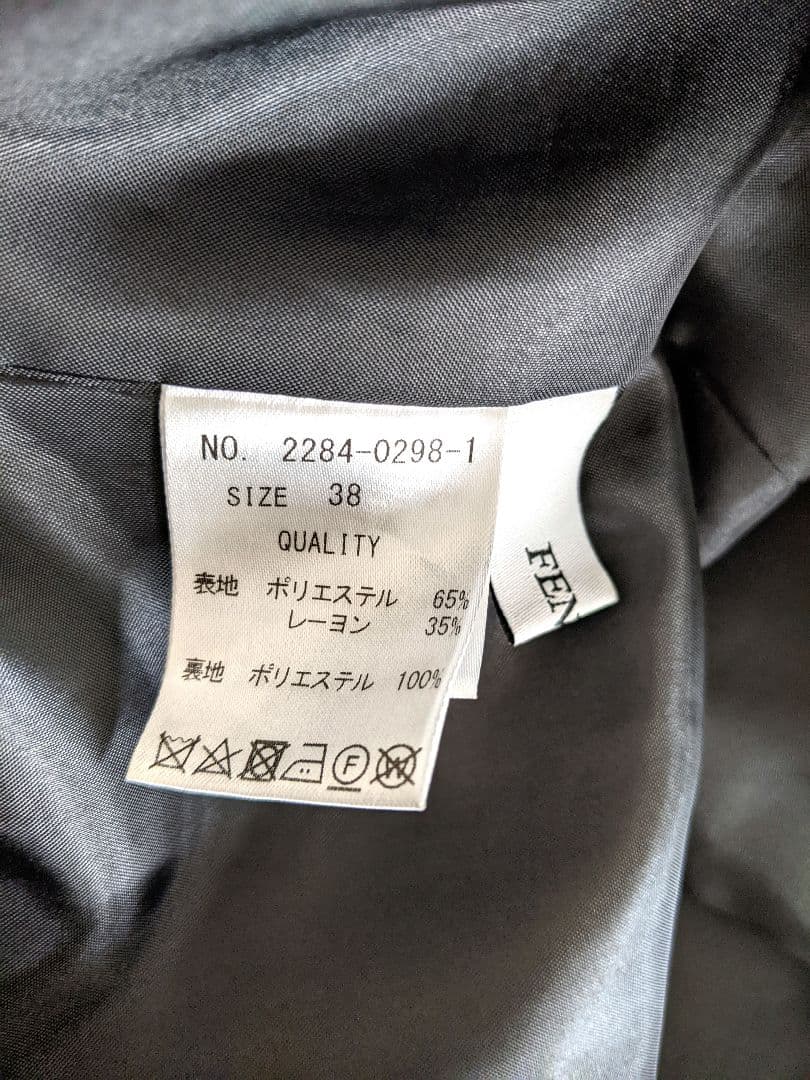 NO. 2284-0298-1
SIZE 38
QUALITY
表地 ポリエステル 65%
レーヨン 35%
裏地 ポリエステル 100%
F
W
FEN